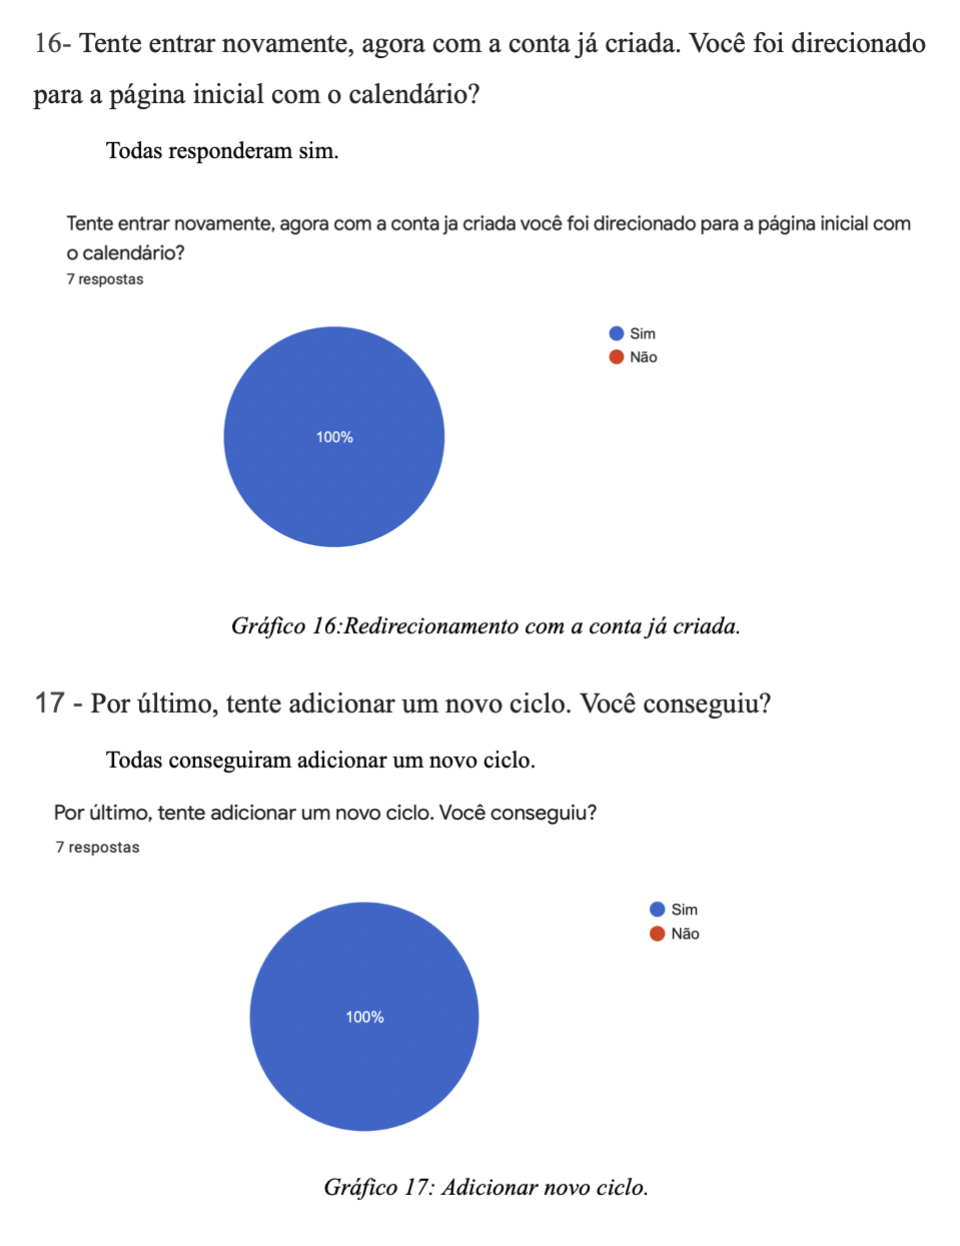 16- Tente entrar novamente, agora com a conta já criada. Você foi direcionado
para a página inicial com o calendário?
Todas responderam sim.
Tente entrar novamente, agora com a conta ja criada você foi direcionado para a página inicial com
o calendário?
7 respostas
Sim
Não
100%
Gráfico 16:Redirecionamento com a conta já criada.
17 - Por último, tente adicionar um novo ciclo. Você conseguiu?
Todas conseguiram adicionar um novo ciclo.
Por último, tente adicionar um novo ciclo. Você conseguiu?
7 respostas
Sim
Não
100%
Gráfico 17: Adicionar novo ciclo.